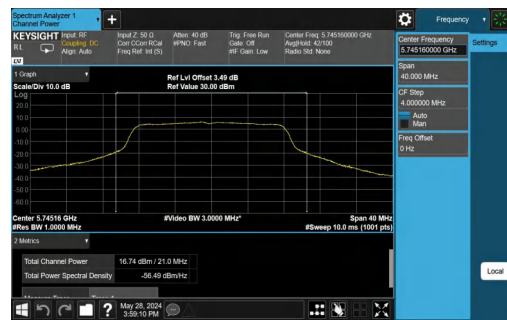 Spectrum Analyzer 1
Channel Power
Frequency
KEYSIGHT
Input: RF
Coupling: DC
Align: Auto
Input Z: 50 Ω
Corr CCorr RCal
Freq Ref: Int (S)
Atten: 40 dB
#PNO: Fast
Trig: Free Run
Gate: Off
#IF Gain: Low
Center Freq: 5.745160000 GHz
Avg|Hold: 42/100
Radio Std: None
RL
LXI
Center Frequency
5.745160000 GHz
Settings
Span
40.000 MHz
CF Step
4.000000 MHz
Auto
Man
Freq Offset
0 Hz
Local
1 Graph
Scale/Div 10.0 dB
Ref Lvl Offset 3.49 dB
Ref Value 30.00 dBm
Log
20.0
10.0
0.00
-10.0
-20.0
-30.0
-40.0
-50.0
-60.0
Center 5.74516 GHz
#Res BW 1.0000 MHz
#Video BW 3.0000 MHz*
Span 40 MHz
#Sweep 10.0 ms (1001 pts)
2 Metrics
Total Channel Power
16.74 dBm / 21.0 MHz
Total Power Spectral Density
-56.49 dBm/Hz
?
May 28, 2024
3:59:10 PM